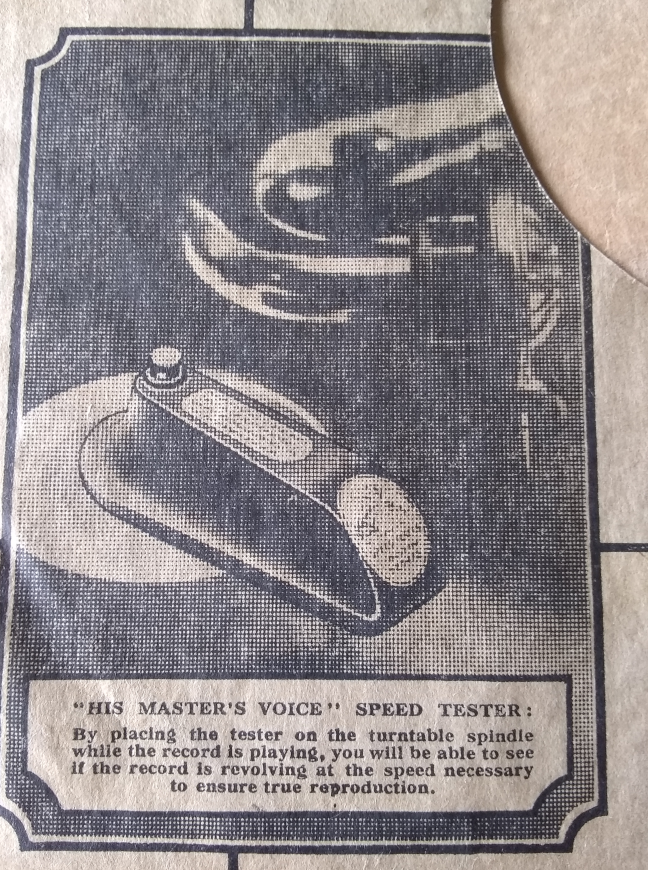 "HIS MASTER'S VOICE" SPEED TESTER:
By placing the tester on the turntable spindle
while the record is playing, you will be able to see
if the record is revolving at the speed necessary
to ensure true reproduction.